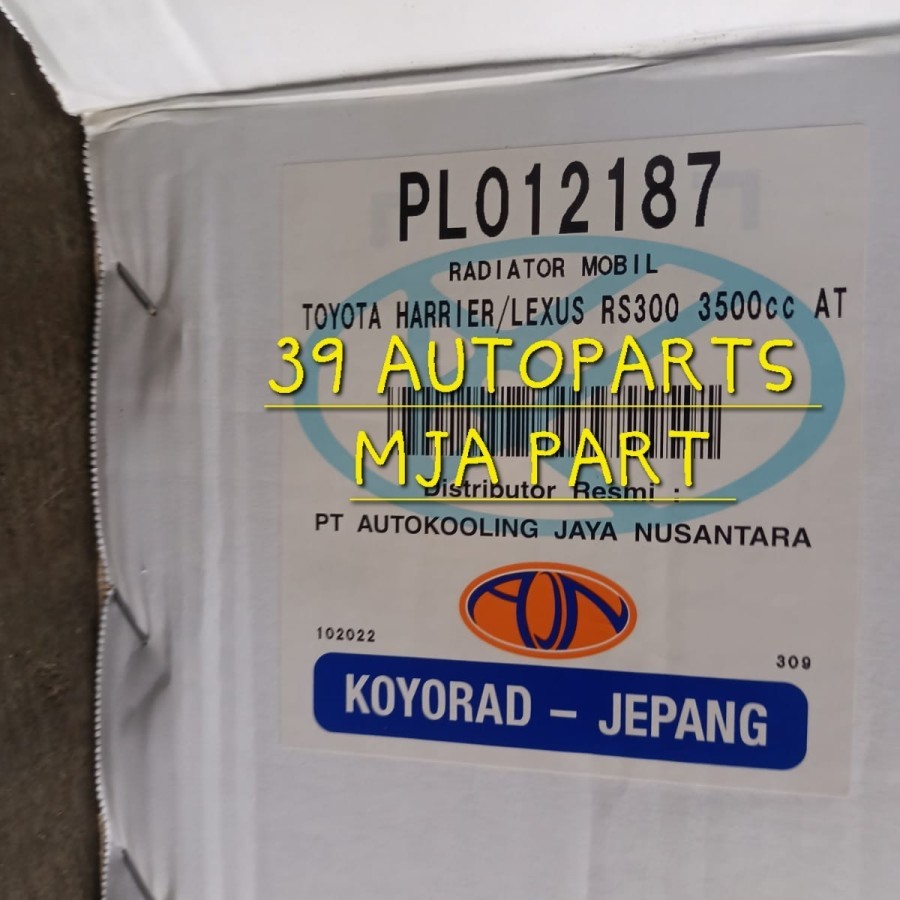 PL012187
RADIATOR MOBIL
TOYOTA HARRIER/LEXUS RS300 3500cc AT
39 AUTOPARTS
MJA PART
Distributor Resmi :
PT AUTOKOOLING JAYA NUSANTARA
AJN
102022
309
KOYORAD – JEPANG